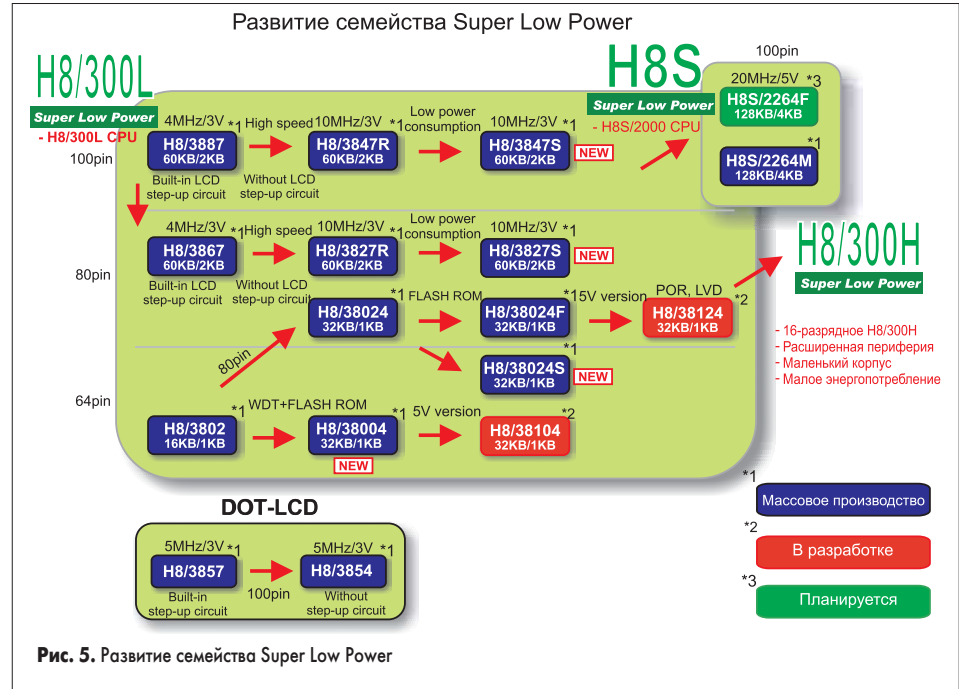 Развитие семейства Super Low Power
H8/300L
Super Low Power
- H8/300L CPU
H8S
Super Low Power
- H8S/2000 CPU
100pin
20MHz/5V *3
H8S/2264F
128KB/4KB
*1
H8S/2264M
128KB/4KB
100pin
4MHz/3V *1
H8/3887
60KB/2KB
Built-in LCD
step-up circuit
High speed
Without LCD
step-up circuit
10MHz/3V *1
H8/3847R
60KB/2KB
Low power
consumption
10MHz/3V *1
H8/3847S
60KB/2KB
NEW
80pin
4MHz/3V *1
H8/3867
60KB/2KB
Built-in LCD
step-up circuit
High speed
Without LCD
step-up circuit
10MHz/3V *1
H8/3827R
60KB/2KB
Low power
consumption
10MHz/3V *1
H8/3827S
60KB/2KB
NEW
80pin
*1
H8/38024
32KB/1KB
FLASH ROM
*1
H8/38024F
32KB/1KB
5V version
POR, LVD
*2
H8/38124
32KB/1KB
*1
H8/38024S
32KB/1KB
NEW
H8/300H
Super Low Power
- 16-разрядное H8/300H
- Расширенная периферия
- Маленький корпус
- Малое энергопотребление
64pin
*1
H8/3802
16KB/1KB
WDT+FLASH ROM
*1
H8/38004
32KB/1KB
NEW
5V version
*2
H8/38104
32KB/1KB
DOT-LCD
5MHz/3V *1
H8/3857
Built-in
step-up circuit
100pin
5MHz/3V *1
H8/3854
Without
step-up circuit
*1
Массовое производство
*2
В разработке
*3
Планируется
Рис. 5. Развитие семейства Super Low Power